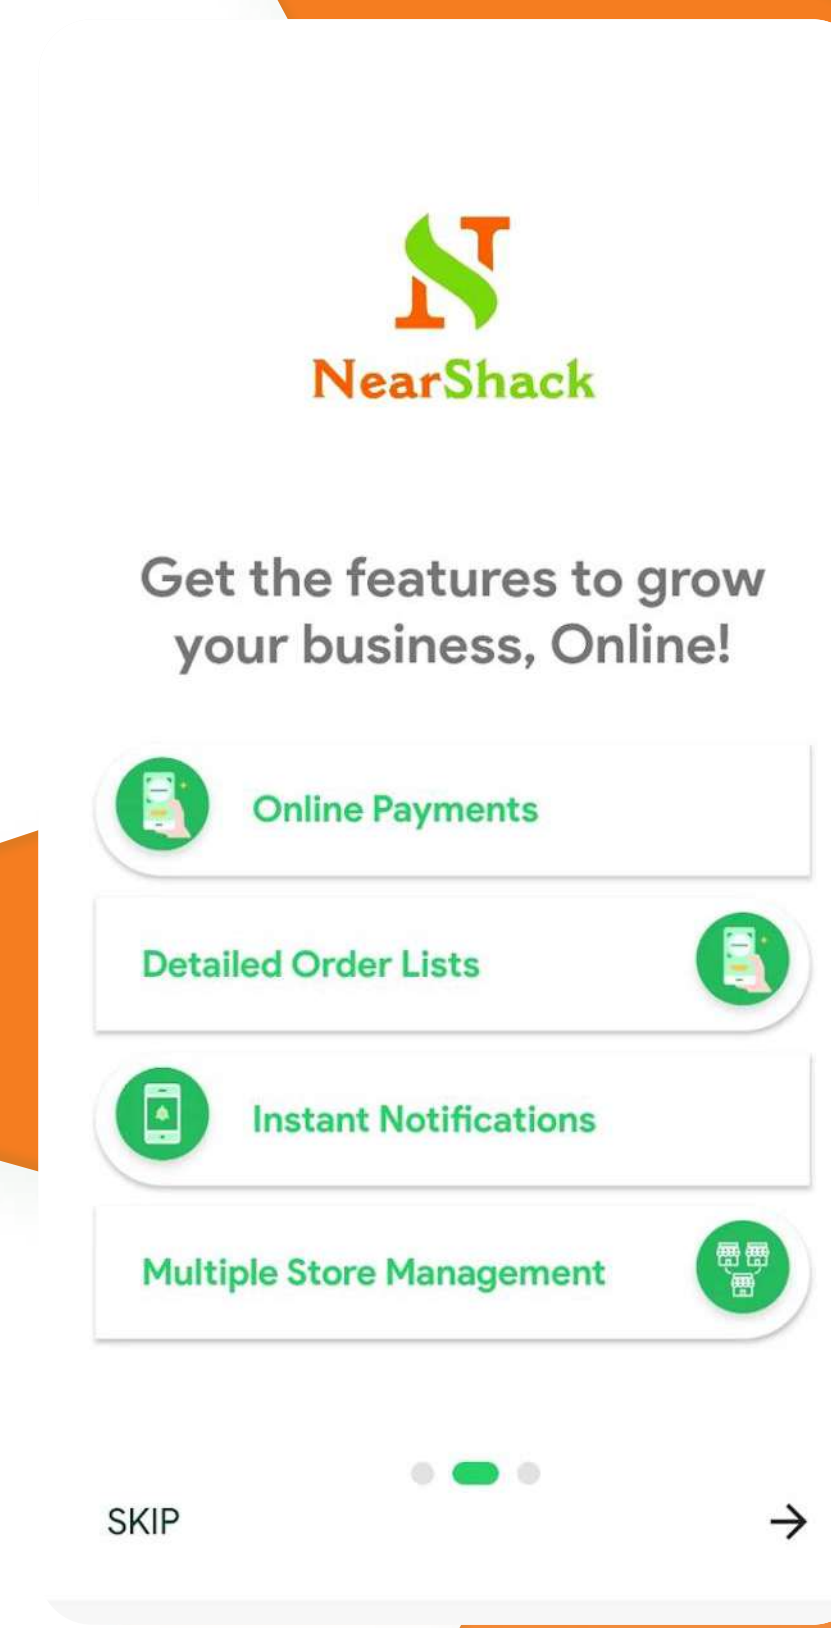 NearShack
Get the features to grow
your business, Online!
Online Payments
Detailed Order Lists
Instant Notifications
Multiple Store Management
SKIP